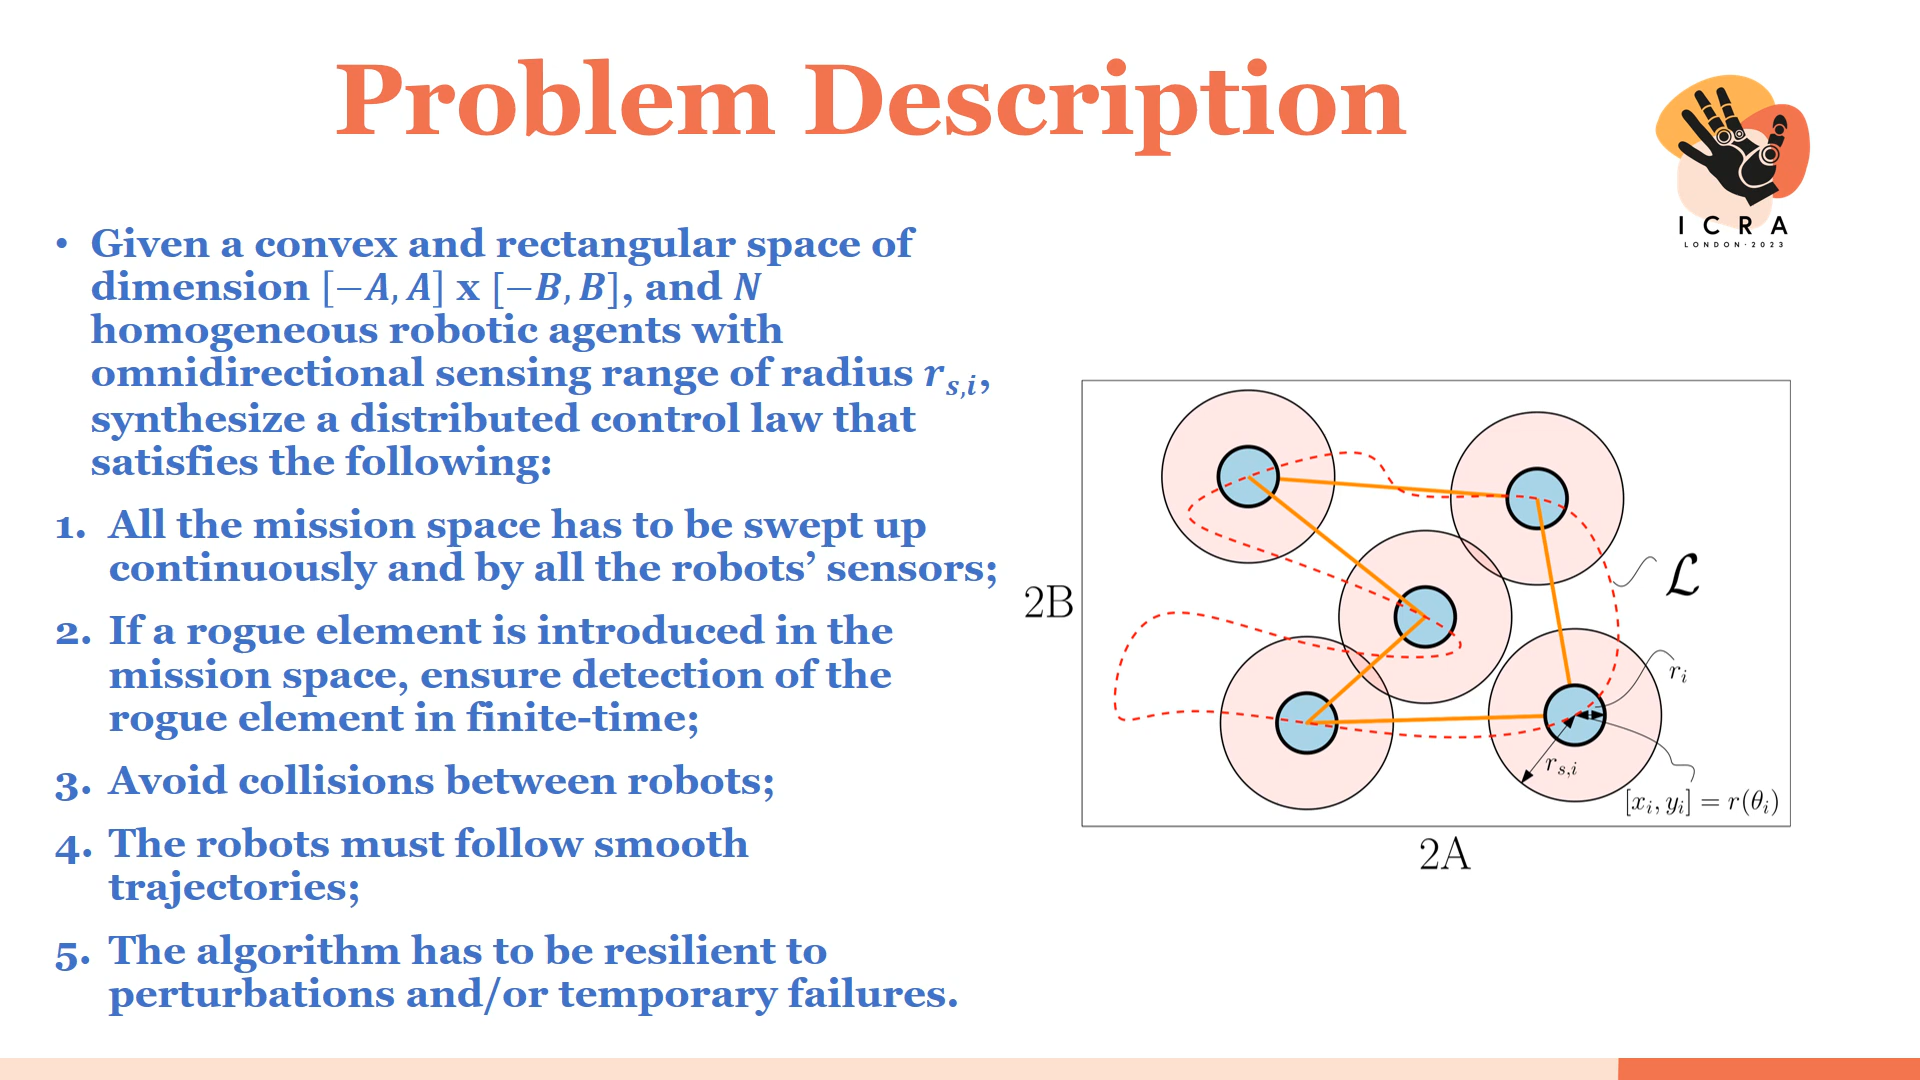 Problem Description
ICRA
LONDON·2023
• Given a convex and rectangular space of
dimension [−A, A] x [−B, B], and N
homogeneous robotic agents with
omnidirectional sensing range of radius r_{s,i},
synthesize a distributed control law that
satisfies the following:
1. All the mission space has to be swept up
continuously and by all the robots’ sensors;
2. If a rogue element is introduced in the
mission space, ensure detection of the
rogue element in finite-time;
3. Avoid collisions between robots;
4. The robots must follow smooth
trajectories;
5. The algorithm has to be resilient to
perturbations and/or temporary failures.
ℒ
2B
r_i
r_{s,i}
[x_i, y_i] = r(θ_i)
2A